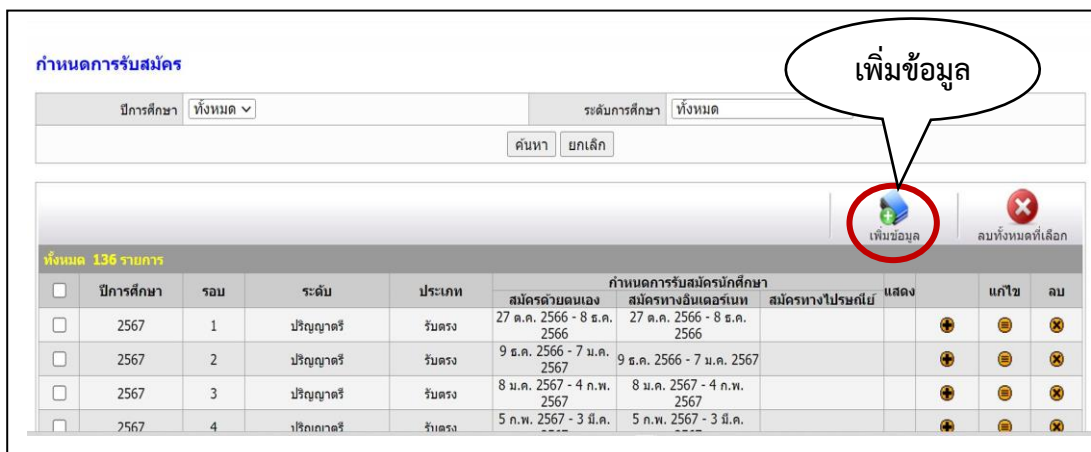 กำหนดการรับสมัคร
เพิ่มข้อมูล
ปีการศึกษา ทั้งหมด ระดับการศึกษา ทั้งหมด
ค้นหา ยกเลิก
เพิ่มข้อมูล ลบทั้งหมดที่เลือก
ทั้งหมด 136 รายการ
ปีการศึกษา รอบ ระดับ ประเภท กำหนดการรับสมัครนักศึกษา แสดง แก้ไข ลบ
สมัครด้วยตนเอง สมัครทางอินเตอร์เนท สมัครทางไปรษณีย์
2567 1 ปริญญาตรี รับตรง 27 ต.ค. 2566 - 8 ธ.ค. 2566 27 ต.ค. 2566 - 8 ธ.ค. 2566
2567 2 ปริญญาตรี รับตรง 9 ธ.ค. 2566 - 7 ม.ค. 2567 9 ธ.ค. 2566 - 7 ม.ค. 2567
2567 3 ปริญญาตรี รับตรง 8 ม.ค. 2567 - 4 ก.พ. 2567 8 ม.ค. 2567 - 4 ก.พ. 2567
2567 4 ปริญญาตรี รับตรง 5 ก.พ. 2567 - 3 มี.ค. 5 ก.พ. 2567 - 3 มี.ค.